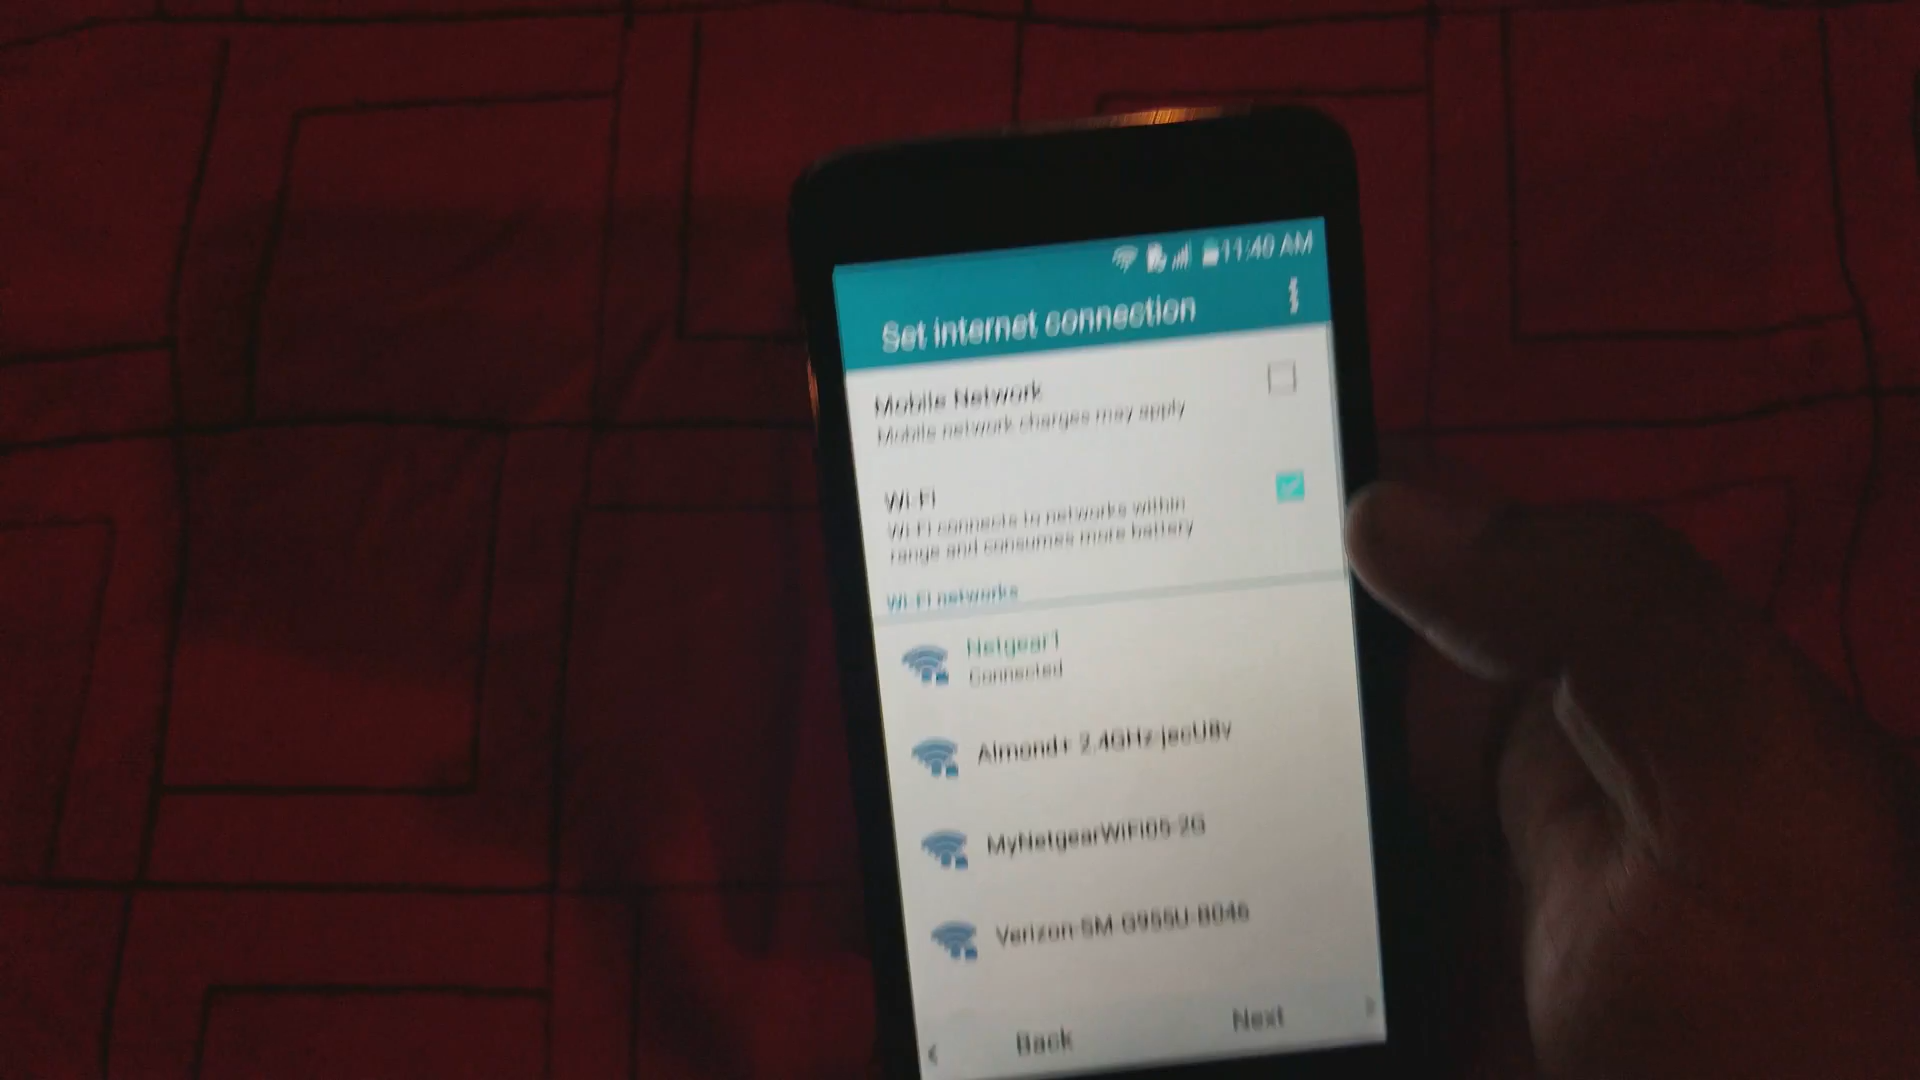 11:40 AM
Set internet connection
Mobile Network
Mobile network charges may apply
Wi-Fi
Wi-Fi connects to networks within
range and consumes more battery
Wi-Fi networks
Netgear1
Connected
Almond+ 2.4GHz-jecU8v
MyNetgearWiFi05-2G
Verizon-SM-G955U-B046
Back
Next